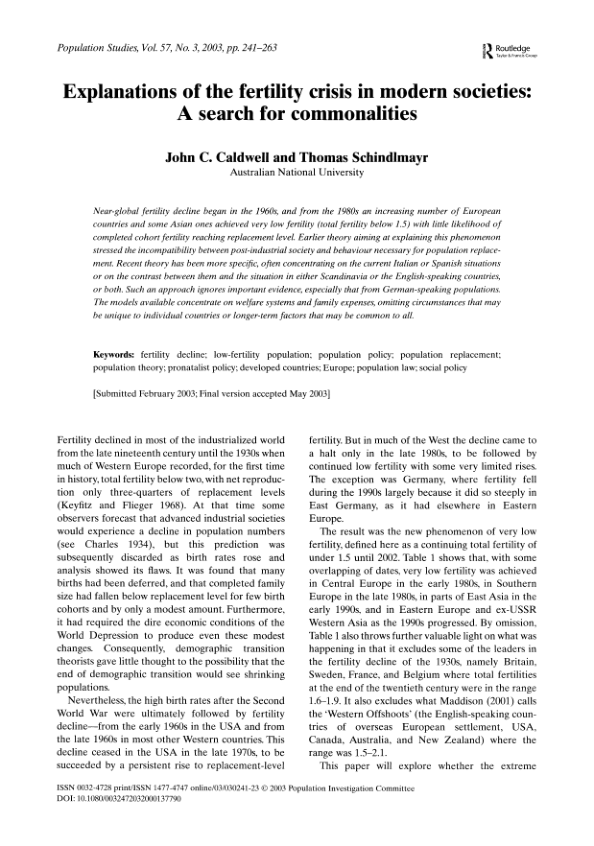 Population Studies, Vol. 57, No. 3, 2003, pp. 241–263
Routledge
Taylor & Francis Group
Explanations of the fertility crisis in modern societies:
A search for commonalities
John C. Caldwell and Thomas Schindlmayr
Australian National University
Near-global fertility decline began in the 1960s, and from the 1980s an increasing number of European
countries and some Asian ones achieved very low fertility (total fertility below 1.5) with little likelihood of
completed cohort fertility reaching replacement level. Earlier theory aiming at explaining this phenomenon
stressed the incompatibility between post-industrial society and behaviour necessary for population replace-
ment. Recent theory has been more specific, often concentrating on the current Italian or Spanish situations
or on the contrast between them and the situation in either Scandinavia or the English-speaking countries,
or both. Such an approach ignores important evidence, especially that from German-speaking populations.
The models available concentrate on welfare systems and family expenses, omitting circumstances that may
be unique to individual countries or longer-term factors that may be common to all.
Keywords: fertility decline; low-fertility population; population policy; population replacement;
population theory; pronatalist policy; developed countries; Europe; population law; social policy
[Submitted February 2003; Final version accepted May 2003]
Fertility declined in most of the industrialized world
from the late nineteenth century until the 1930s when
much of Western Europe recorded, for the first time
in history, total fertility below two, with net reproduc-
tion only three-quarters of replacement levels
(Keyfitz and Flieger 1968). At that time some
observers forecast that advanced industrial societies
would experience a decline in population numbers
(see Charles 1934), but this prediction was
subsequently discarded as birth rates rose and
analysis showed its flaws. It was found that many
births had been deferred, and that completed family
size had fallen below replacement level for few birth
cohorts and by only a modest amount. Furthermore,
it had required the dire economic conditions of the
World Depression to produce even these modest
changes. Consequently, demographic transition
theorists gave little thought to the possibility that the
end of demographic transition would see shrinking
populations.
Nevertheless, the high birth rates after the Second
World War were ultimately followed by fertility
decline—from the early 1960s in the USA and from
the late 1960s in most other Western countries. This
decline ceased in the USA in the late 1970s, to be
succeeded by a persistent rise to replacement-level
fertility. But in much of the West the decline came to
a halt only in the late 1980s, to be followed by
continued low fertility with some very limited rises.
The exception was Germany, where fertility fell
during the 1990s largely because it did so steeply in
East Germany, as it had elsewhere in Eastern
Europe.
The result was the new phenomenon of very low
fertility, defined here as a continuing total fertility of
under 1.5 until 2002. Table 1 shows that, with some
overlapping of dates, very low fertility was achieved
in Central Europe in the early 1980s, in Southern
Europe in the late 1980s, in parts of East Asia in the
early 1990s, and in Eastern Europe and ex-USSR
Western Asia as the 1990s progressed. By omission,
Table 1 also throws further valuable light on what was
happening in that it excludes some of the leaders in
the fertility decline of the 1930s, namely Britain,
Sweden, France, and Belgium where total fertilities
at the end of the twentieth century were in the range
1.6–1.9. It also excludes what Maddison (2001) calls
the ‘Western Offshoots’ (the English-speaking coun-
tries of overseas European settlement, USA,
Canada, Australia, and New Zealand) where the
range was 1.5–2.1.
This paper will explore whether the extreme
ISSN 0032-4728 print/ISSN 1477-4747 online/03/030241-23 © 2003 Population Investigation Committee
DOI: 10.1080/0032472032000137790